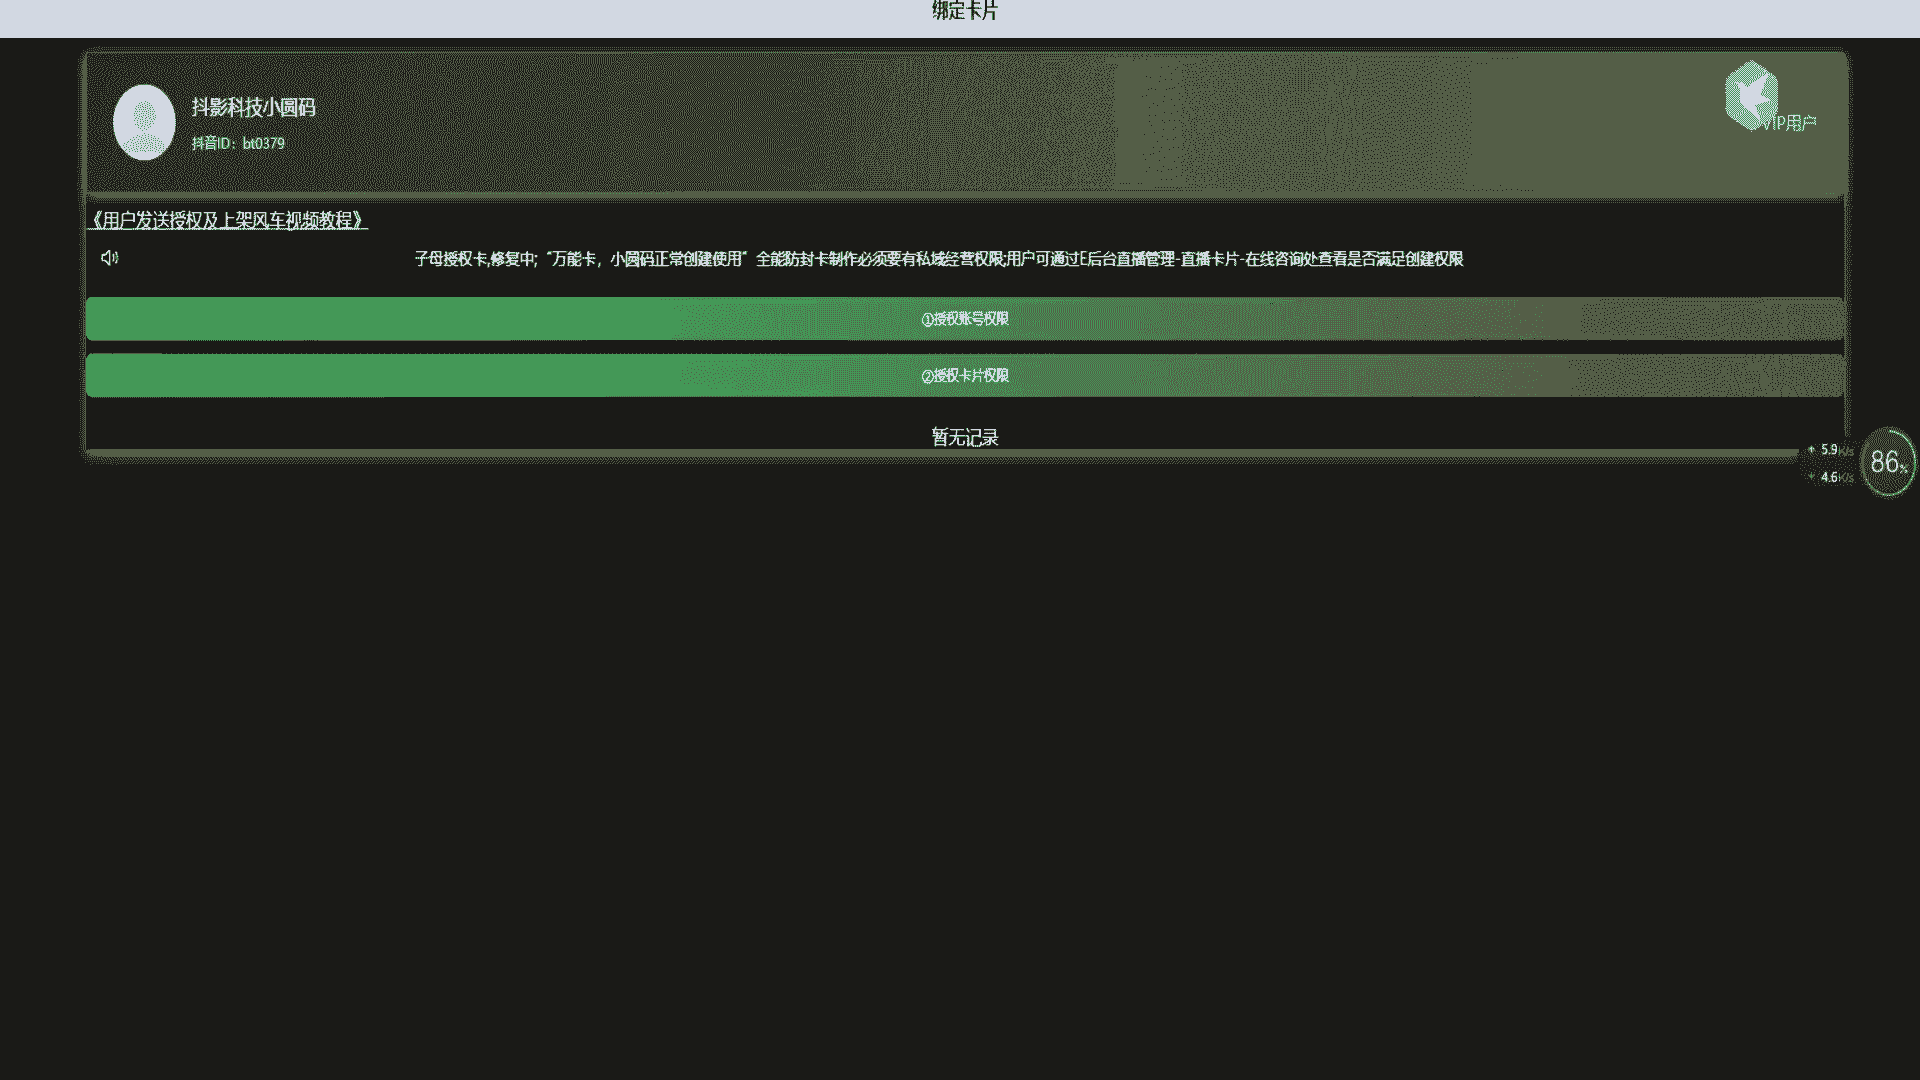 绑定卡片
抖影科技小圆码
抖音ID：bt0379
VIP用户
《用户发送授权及上架风车视频教程》
子母授权卡,修复中;“万能卡，小圆码正常创建使用”全能防封卡制作必须要有私域经营权限;用户可通过E后台直播管理-直播卡片-在线咨询处查看是否满足创建权限
①授权账号权限
②授权卡片权限
暂无记录
5.9K/s
4.6K/s
86%